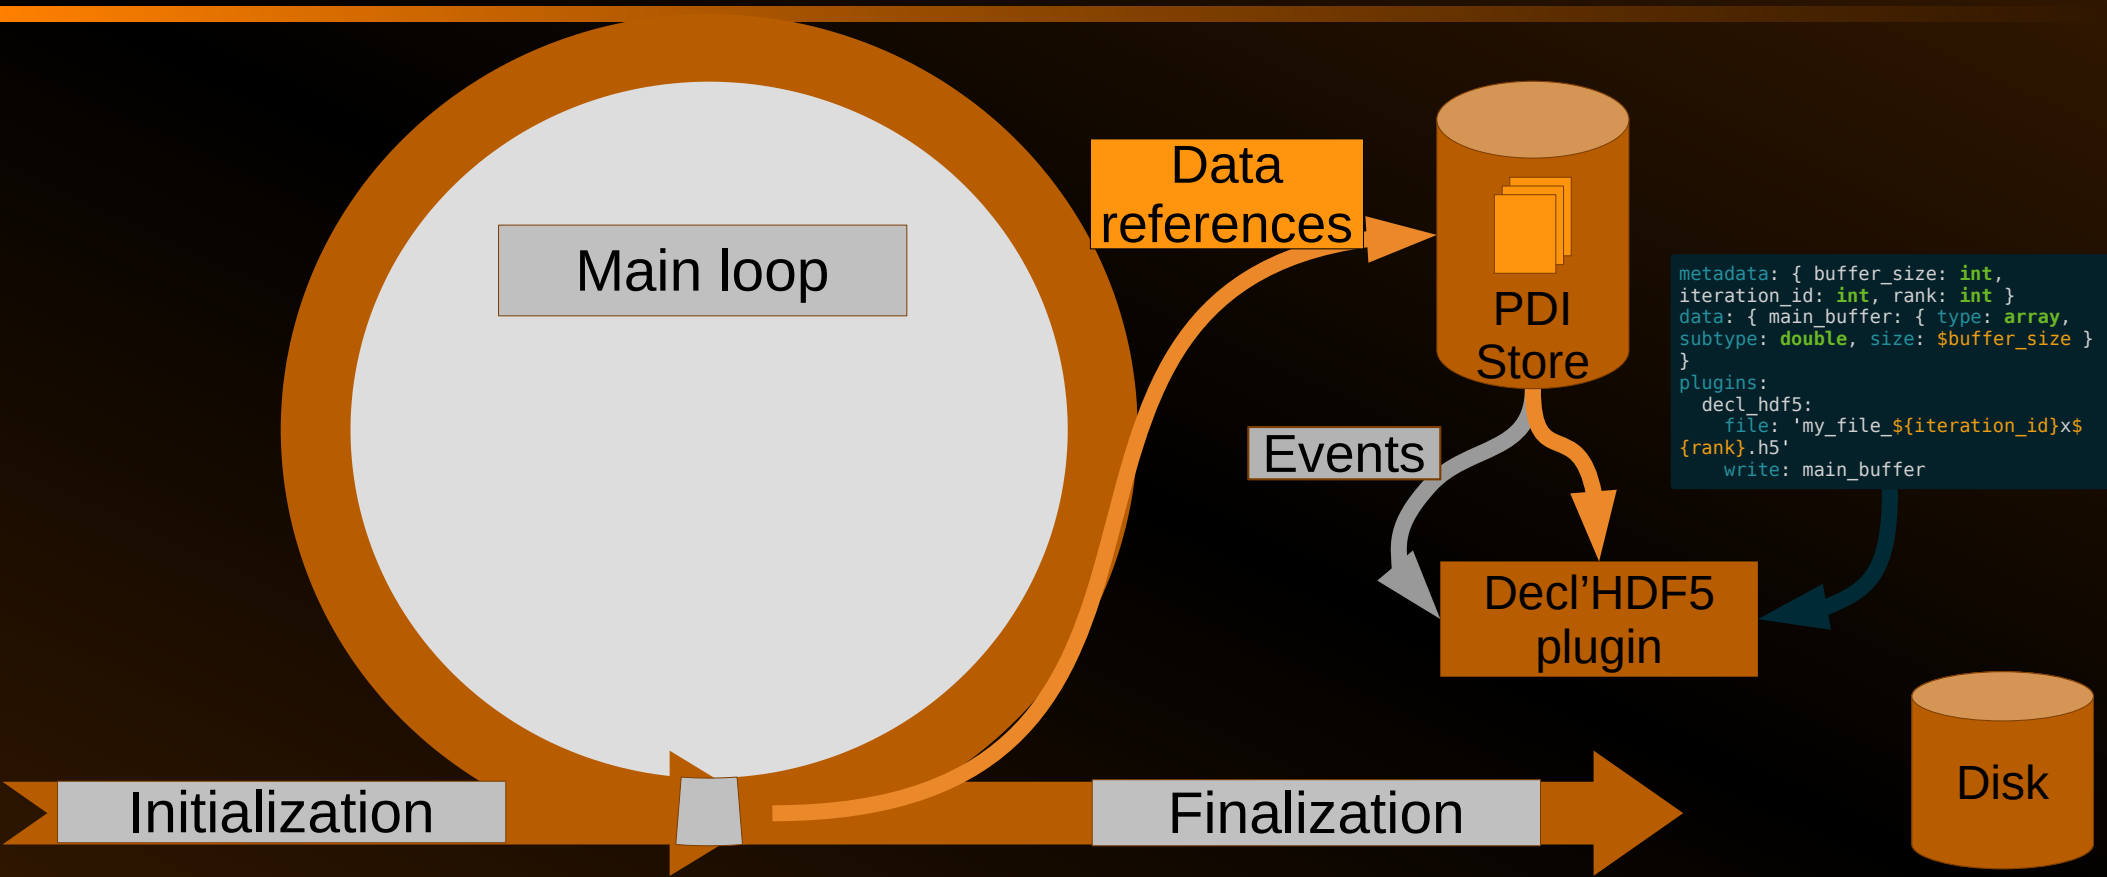 Data
references
Main loop
PDI
Store
metadata: { buffer_size: int,
iteration_id: int, rank: int }
data: { main_buffer: { type: array,
subtype: double, size: $buffer_size }
}
plugins:
  decl_hdf5:
    file: 'my_file_${iteration_id}x$
{rank}.h5'
    write: main_buffer
Events
Decl’HDF5
plugin
Initialization
Finalization
Disk